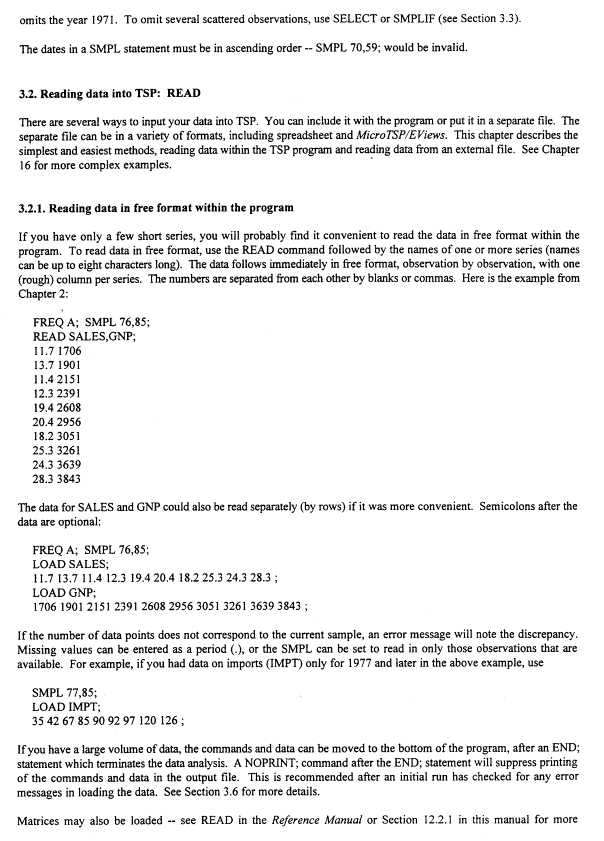 omits the year 1971. To omit several scattered observations, use SELECT or SMPLIF (see Section 3.3).
The dates in a SMPL statement must be in ascending order -- SMPL 70,59; would be invalid.
3.2. Reading data into TSP: READ
There are several ways to input your data into TSP. You can include it with the program or put it in a separate file. The
separate file can be in a variety of formats, including spreadsheet and MicroTSP/EViews. This chapter describes the
simplest and easiest methods, reading data within the TSP program and reading data from an external file. See Chapter
16 for more complex examples.
3.2.1. Reading data in free format within the program
If you have only a few short series, you will probably find it convenient to read the data in free format within the
program. To read data in free format, use the READ command followed by the names of one or more series (names
can be up to eight characters long). The data follows immediately in free format, observation by observation, with one
(rough) column per series. The numbers are separated from each other by blanks or commas. Here is the example from
Chapter 2:
FREQ A; SMPL 76,85;
READ SALES,GNP;
11.7 1706
13.7 1901
11.4 2151
12.3 2391
19.4 2608
20.4 2956
18.2 3051
25.3 3261
24.3 3639
28.3 3843
The data for SALES and GNP could also be read separately (by rows) if it was more convenient. Semicolons after the
data are optional:
FREQ A; SMPL 76,85;
LOAD SALES;
11.7 13.7 11.4 12.3 19.4 20.4 18.2 25.3 24.3 28.3 ;
LOAD GNP;
1706 1901 2151 2391 2608 2956 3051 3261 3639 3843 ;
If the number of data points does not correspond to the current sample, an error message will note the discrepancy.
Missing values can be entered as a period (.), or the SMPL can be set to read in only those observations that are
available. For example, if you had data on imports (IMPT) only for 1977 and later in the above example, use
SMPL 77,85;
LOAD IMPT;
35 42 67 85 90 92 97 120 126 ;
If you have a large volume of data, the commands and data can be moved to the bottom of the program, after an END;
statement which terminates the data analysis. A NOPRINT; command after the END; statement will suppress printing
of the commands and data in the output file. This is recommended after an initial run has checked for any error
messages in loading the data. See Section 3.6 for more details.
Matrices may also be loaded -- see READ in the Reference Manual or Section 12.2.1 in this manual for more